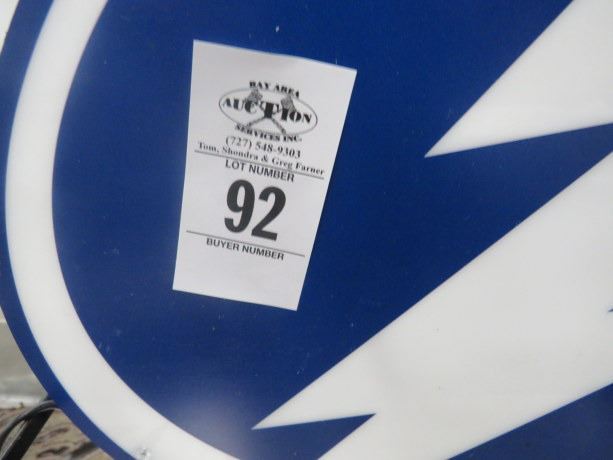 BAY AREA
AUCTION
SERVICES INC.
(727) 548-9303
Tom, Shondra & Greg Farner
LOT NUMBER
92
BUYER NUMBER